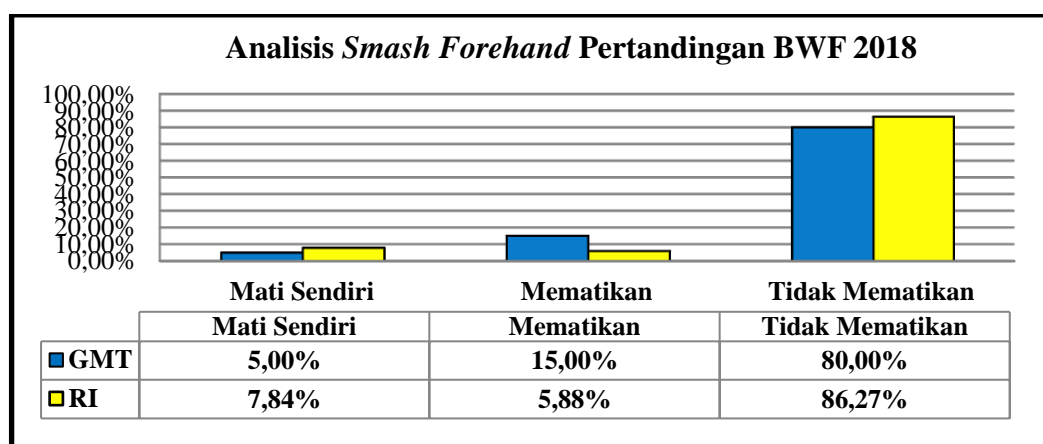 Analisis Smash Forehand Pertandingan BWF 2018
100,00%
90,00%
80,00%
70,00%
60,00%
50,00%
40,00%
30,00%
20,00%
10,00%
0,00%
Mati Sendiri Mematikan Tidak Mematikan
Mati Sendiri Mematikan Tidak Mematikan
GMT 5,00% 15,00% 80,00%
RI 7,84% 5,88% 86,27%